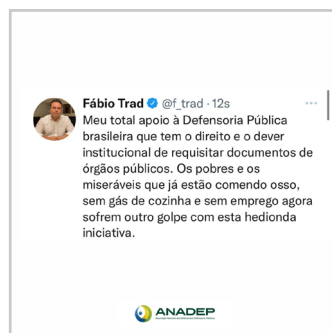 Fábio Trad @f_trad · 12s
Meu total apoio à Defensoria Pública
brasileira que tem o direito e o dever
institucional de requisitar documentos de
órgãos públicos. Os pobres e os
miseráveis que já estão comendo osso,
sem gás de cozinha e sem emprego agora
sofrem outro golpe com esta hedionda
iniciativa.
ANADEP